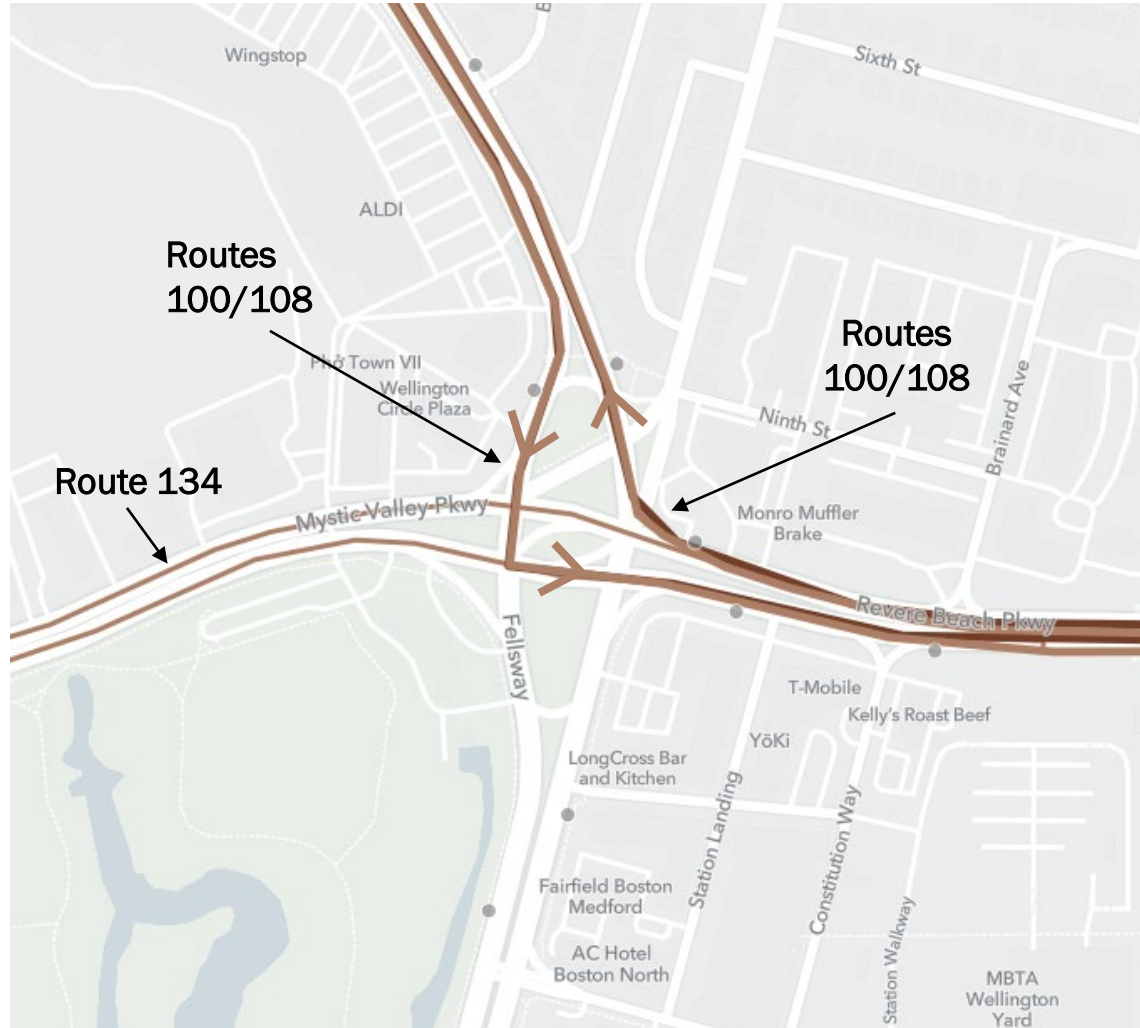 Wingstop
Sixth St
ALDI
Routes
100/108
Routes
100/108
Phở Town VII
Wellington
Circle Plaza
Brainard Ave
Ninth St
Route 134
Mystic Valley Pkwy
Monro Muffler
Brake
Revere Beach Pkwy
Fellsway
T-Mobile
Kelly's Roast Beef
YōKi
LongCross Bar
and Kitchen
Station Landing
Constitution Way
Fairfield Boston
Medford
Station Walkway
AC Hotel
Boston North
MBTA
Wellington
Yard